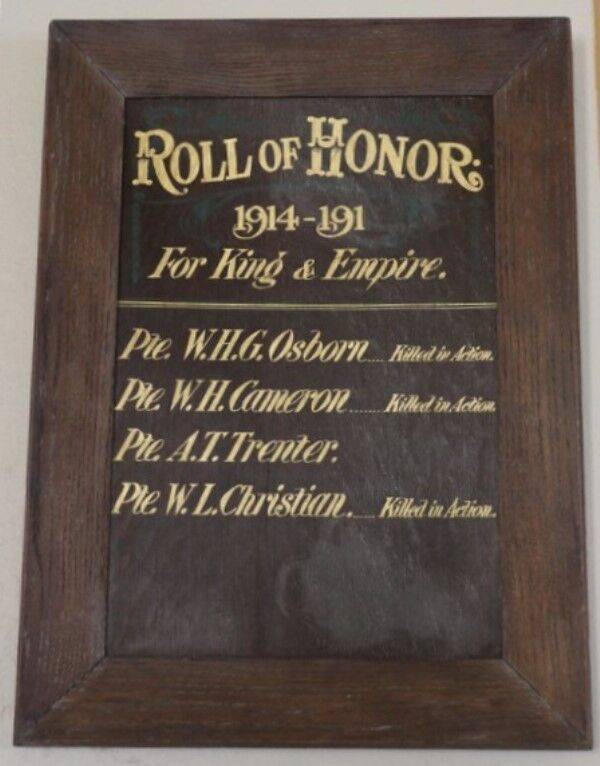 ROLL OF HONOR:
1914-191
For King & Empire.
Pte. W.H.G. Osborn.... Killed in Action.
Pte. W.H. Cameron...... Killed in Action.
Pte. A.T. Trenter.
Pte. W.L. Christian..... Killed in Action.